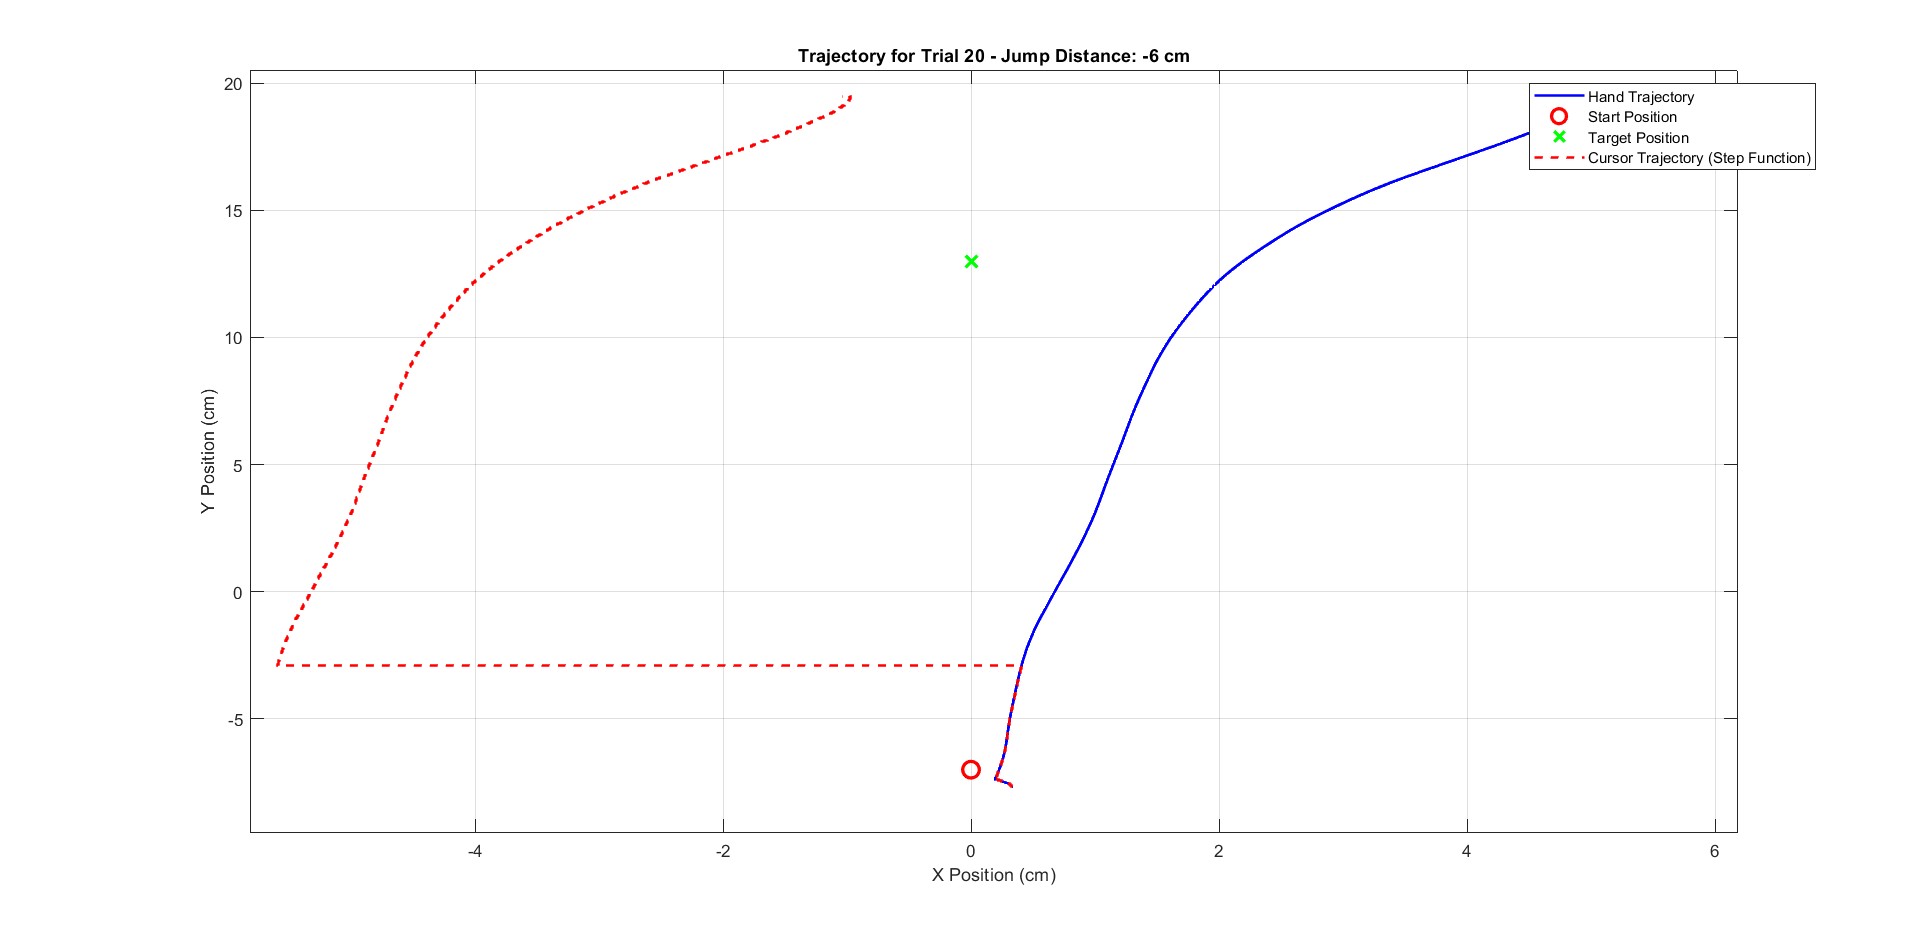 Trajectory for Trial 20 - Jump Distance: -6 cm
20
15
10
5
0
-5
Y Position (cm)
Hand Trajectory
Start Position
Target Position
Cursor Trajectory (Step Function)
-4 -2 0 2 4 6
X Position (cm)